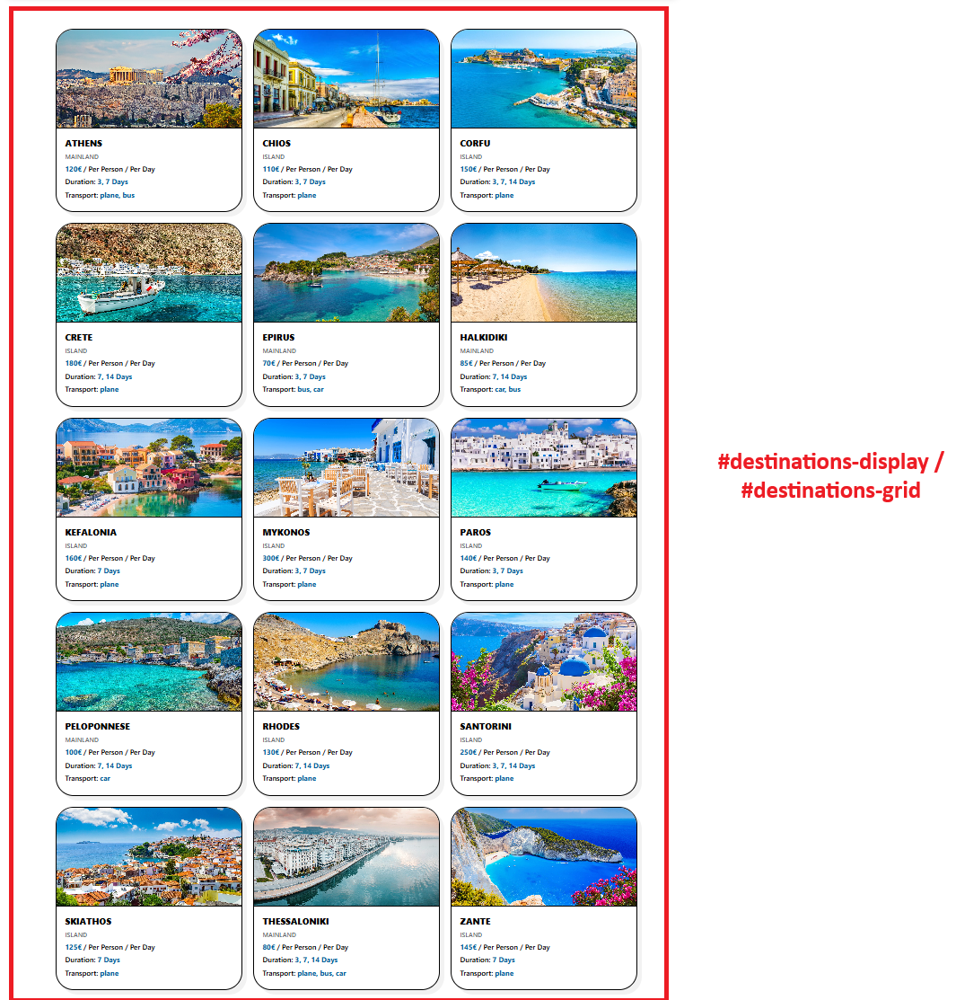 ATHENS
MAINLAND
120€ / Per Person / Per Day
Duration: 3, 7 Days
Transport: plane, bus
CHIOS
ISLAND
110€ / Per Person / Per Day
Duration: 3, 7 Days
Transport: plane
CORFU
ISLAND
150€ / Per Person / Per Day
Duration: 3, 7, 14 Days
Transport: plane
CRETE
ISLAND
180€ / Per Person / Per Day
Duration: 7, 14 Days
Transport: plane
EPIRUS
MAINLAND
70€ / Per Person / Per Day
Duration: 3, 7 Days
Transport: bus, car
HALKIDIKI
MAINLAND
85€ / Per Person / Per Day
Duration: 7, 14 Days
Transport: car, bus
KEFALONIA
ISLAND
160€ / Per Person / Per Day
Duration: 7 Days
Transport: plane
MYKONOS
ISLAND
300€ / Per Person / Per Day
Duration: 3, 7 Days
Transport: plane
PAROS
ISLAND
140€ / Per Person / Per Day
Duration: 3, 7 Days
Transport: plane
PELOPONNESE
MAINLAND
100€ / Per Person / Per Day
Duration: 7, 14 Days
Transport: car
RHODES
ISLAND
130€ / Per Person / Per Day
Duration: 7, 14 Days
Transport: plane
SANTORINI
ISLAND
250€ / Per Person / Per Day
Duration: 3, 7, 14 Days
Transport: plane
SKIATHOS
ISLAND
125€ / Per Person / Per Day
Duration: 7 Days
Transport: plane
THESSALONIKI
MAINLAND
80€ / Per Person / Per Day
Duration: 3, 7, 14 Days
Transport: plane, bus, car
ZANTE
ISLAND
145€ / Per Person / Per Day
Duration: 7 Days
Transport: plane
#destinations-display /
#destinations-grid